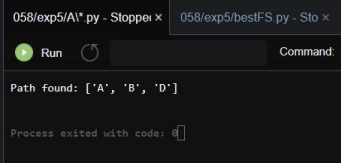 058/exp5/A\*.py - Stopped ×
058/exp5/bestFS.py - Sto ×
Run
Command:
Path found: ['A', 'B', 'D']
Process exited with code: 0